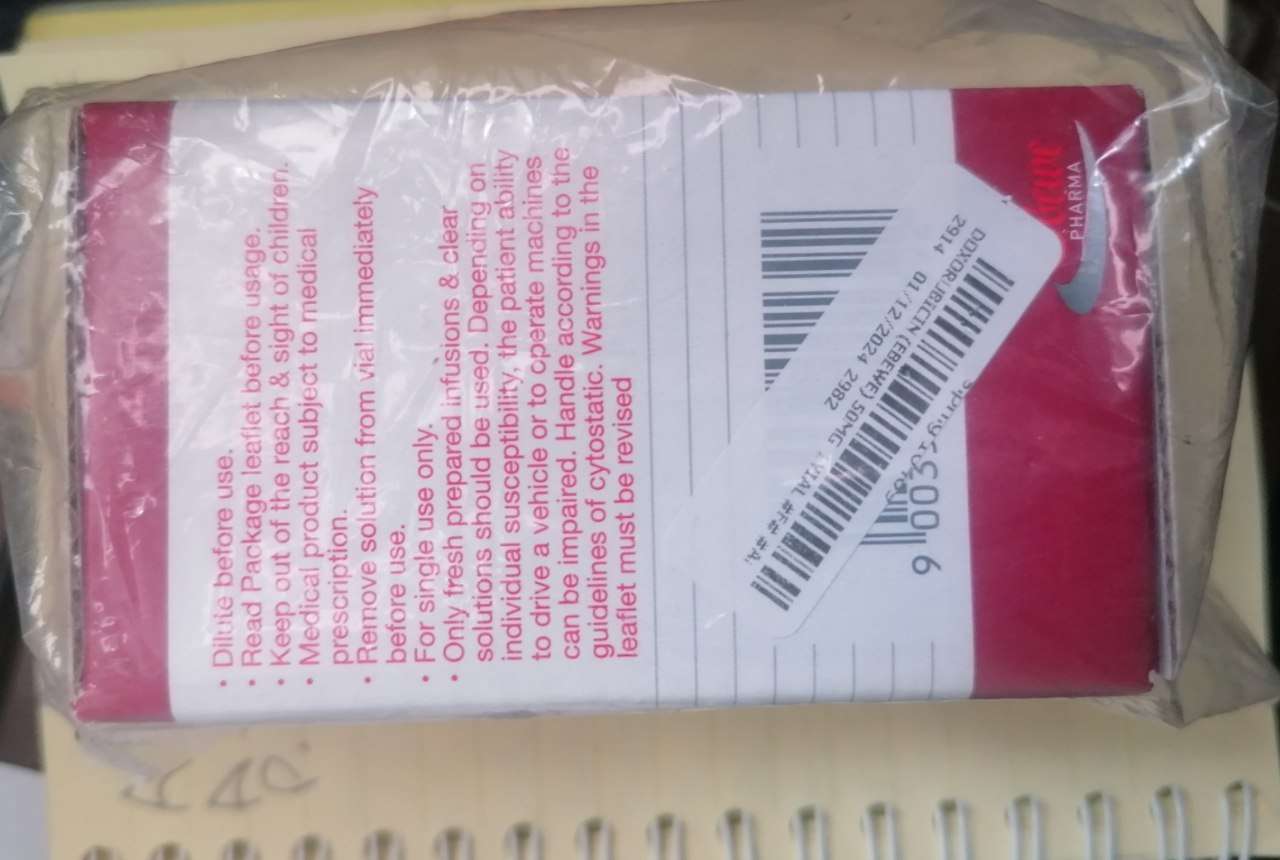 • Dilute before use.
• Read Package leaflet before usage.
• Keep out of the reach & sight of children.
• Medical product subject to medical
prescription.
• Remove solution from vial immediately
before use.
• For single use only.
• Only fresh prepared infusions & clear
solutions should be used. Depending on
individual susceptibility, the patient ability
to drive a vehicle or to operate machines
can be impaired. Handle according to the
guidelines of cytostatic. Warnings in the
leaflet must be revised
DOXORUBICIN (EBEWE) 50MG
2914 01/12/2024 2982
6 003
PHARMA